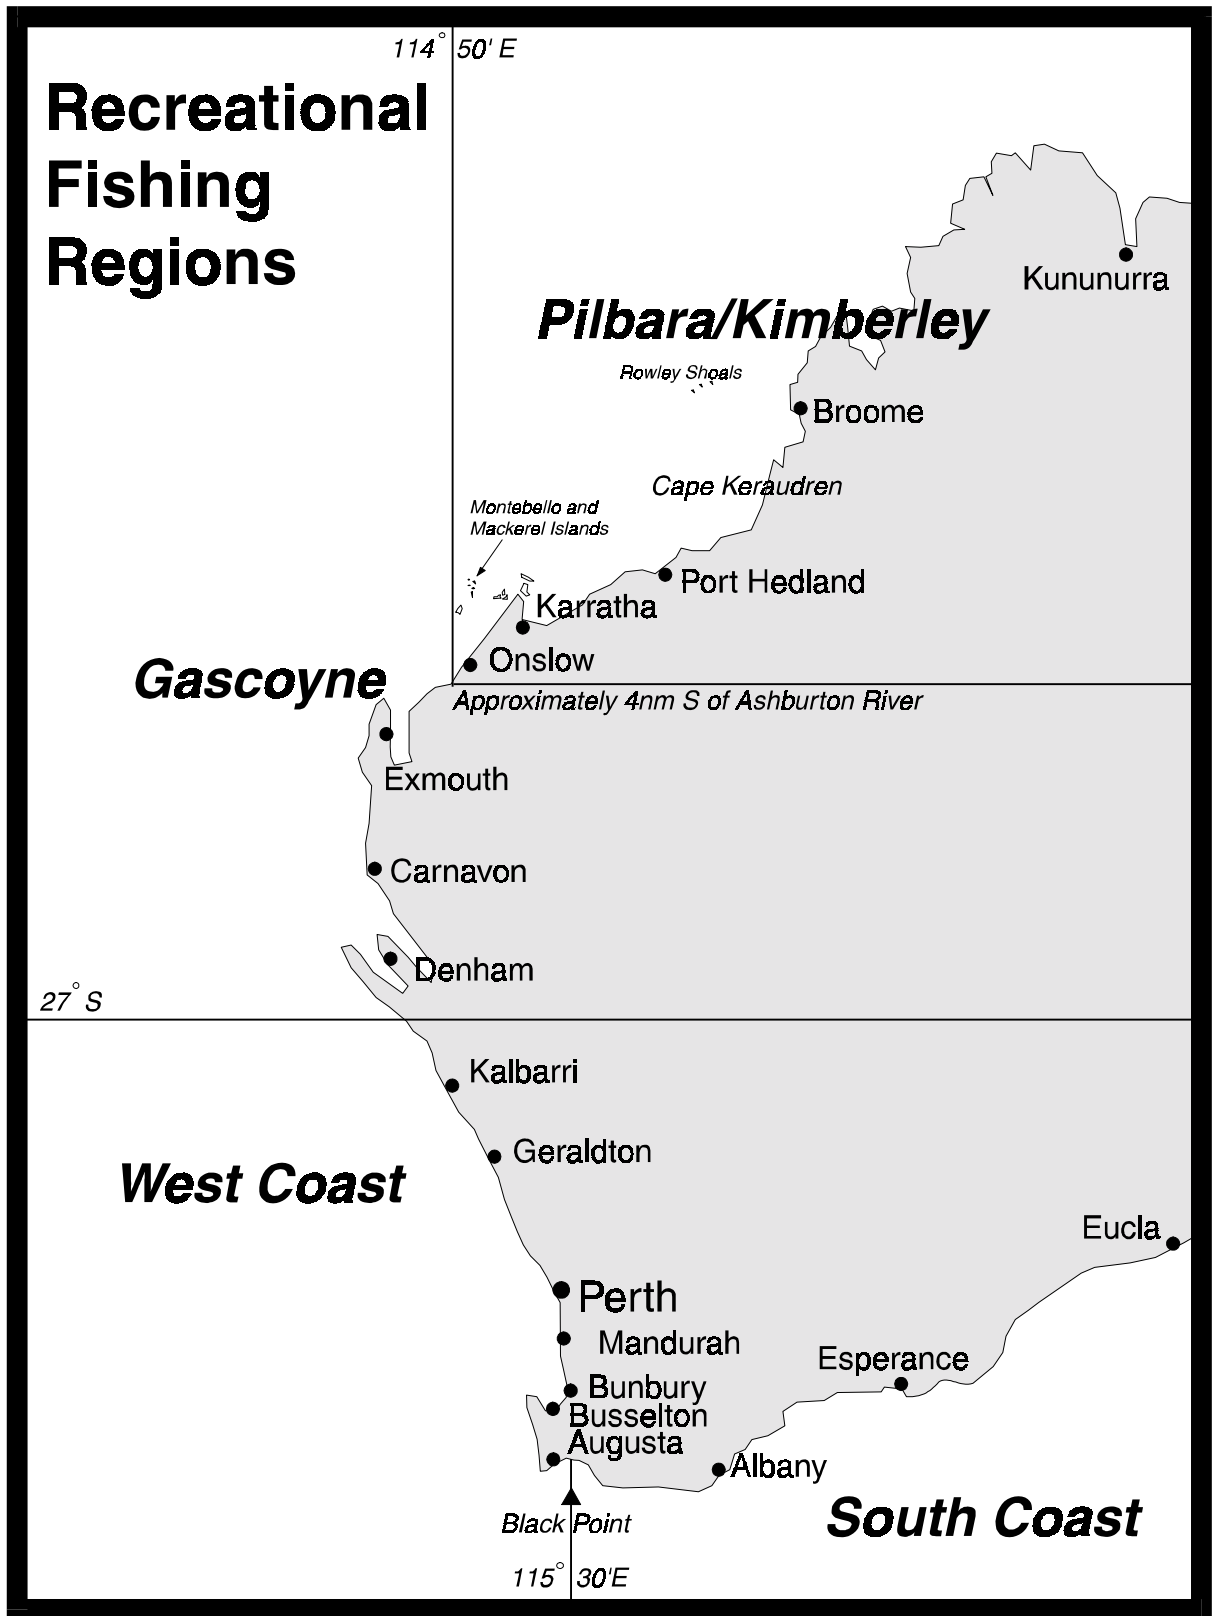 114° 50' E
Recreational
Fishing
Regions
Kununurra
Pilbara/Kimberley
Rowley Shoals
Broome
Cape Keraudren
Montebello and
Mackerel Islands
Port Hedland
Karratha
Onslow
Gascoyne
Approximately 4nm S of Ashburton River
Exmouth
Carnavon
Denham
27° S
Kalbarri
Geraldton
West Coast
Eucla
Perth
Mandurah
Esperance
Bunbury
Busselton
Augusta
Albany
South Coast
Black Point
115° 30'E